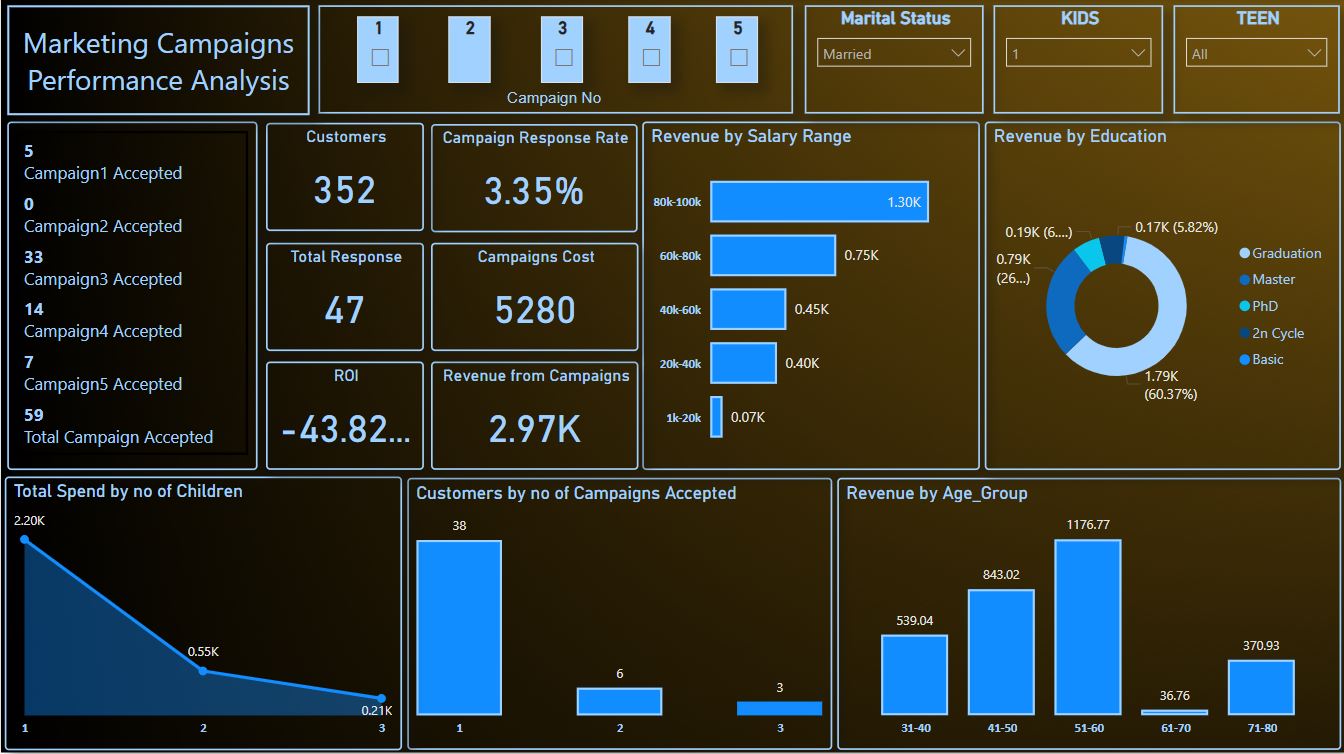 Marketing Campaigns
Performance Analysis
1
2
3
4
5
Campaign No
Marital Status
Married
KIDS
1
TEEN
All
5
Campaign1 Accepted
0
Campaign2 Accepted
33
Campaign3 Accepted
14
Campaign4 Accepted
7
Campaign5 Accepted
59
Total Campaign Accepted
Customers
352
Campaign Response Rate
3.35%
Total Response
47
Campaigns Cost
5280
ROI
-43.82...
Revenue from Campaigns
2.97K
Revenue by Salary Range
80k-100k
1.30K
60k-80k
0.75K
40k-60k
0.45K
20k-40k
0.40K
1k-20k
0.07K
Revenue by Education
0.19K (6....)
0.17K (5.82%)
0.79K
(26...)
1.79K
(60.37%)
Graduation
Master
PhD
2n Cycle
Basic
Total Spend by no of Children
2.20K
0.55K
0.21K
1
2
3
Customers by no of Campaigns Accepted
38
6
3
1
2
3
Revenue by Age_Group
539.04
843.02
1176.77
36.76
370.93
31-40
41-50
51-60
61-70
71-80